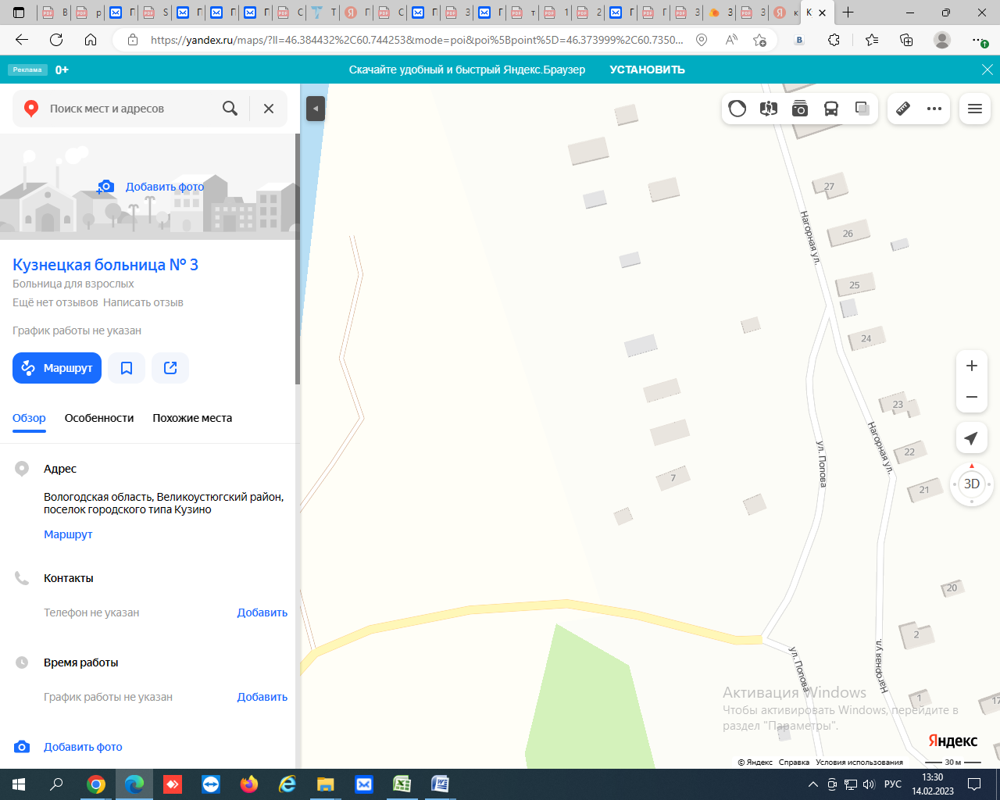 В
р
Г
S
Г
Г
Г
С
Т
П
С
Г
З
Г
т
1
2
Г
Г
З
З
З
к
К
https://yandex.ru/maps/?ll=46.384432%2C60.744253&mode=poi&poi%5Bpoint%5D=46.373999%2C60.7350...
Реклама
0+
Скачайте удобный и быстрый Яндекс.Браузер
УСТАНОВИТЬ
Поиск мест и адресов
Добавить фото
Кузнецкая больница № 3
Больница для взрослых
Ещё нет отзывов Написать отзыв
График работы не указан
Маршрут
Обзор
Особенности
Похожие места
Адрес
Вологодская область, Великоустюгский район,
поселок городского типа Кузино
Маршрут
Контакты
Телефон не указан
Добавить
Время работы
График работы не указан
Добавить
Добавить фото
27
Нагорная ул.
26
25
24
23
Нагорная ул.
22
ул. Попова
7
21
3D
20
2
Нагорная ул.
ул. Попова
1
17
Активация Windows
Чтобы активировать Windows, перейдите в
раздел "Параметры".
Яндекс
© Яндекс Справка Условия использования
30 м
РУС
13:30
14.02.2023